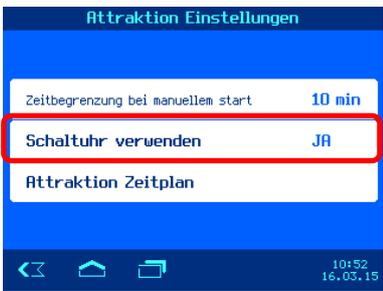 Attraktion Einstellungen
Zeitbegrenzung bei manuellem start 10 min
Schaltuhr verwenden JA
Attraktion Zeitplan
10:52
16.03.15